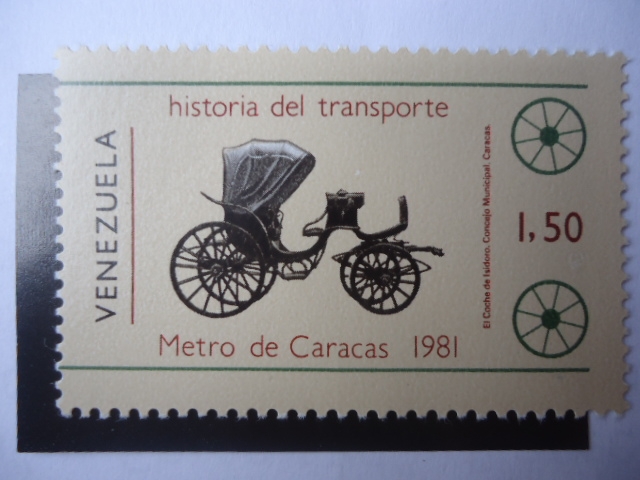 historia del transporte
VENEZUELA
El Coche de Isidoro. Concejo Municipal. Caracas.
1,50
Metro de Caracas 1981